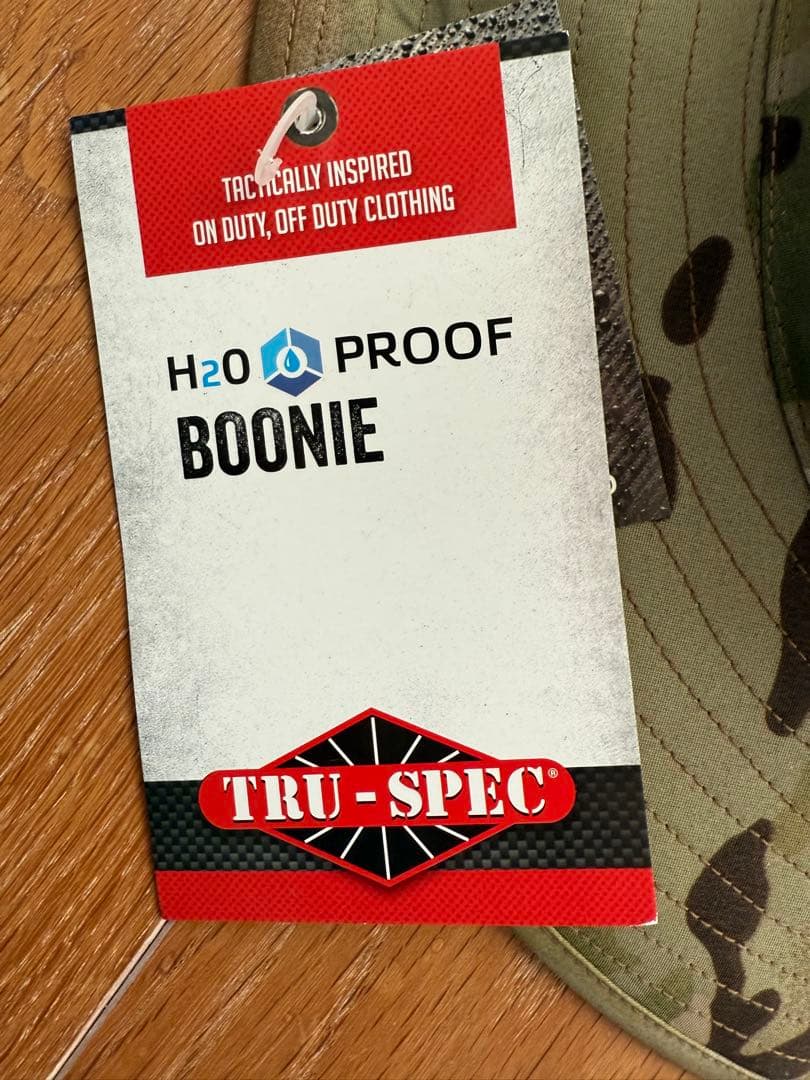 TACTICALLY INSPIRED
ON DUTY, OFF DUTY CLOTHING
H2O PROOF
BOONIE
TRU-SPEC®